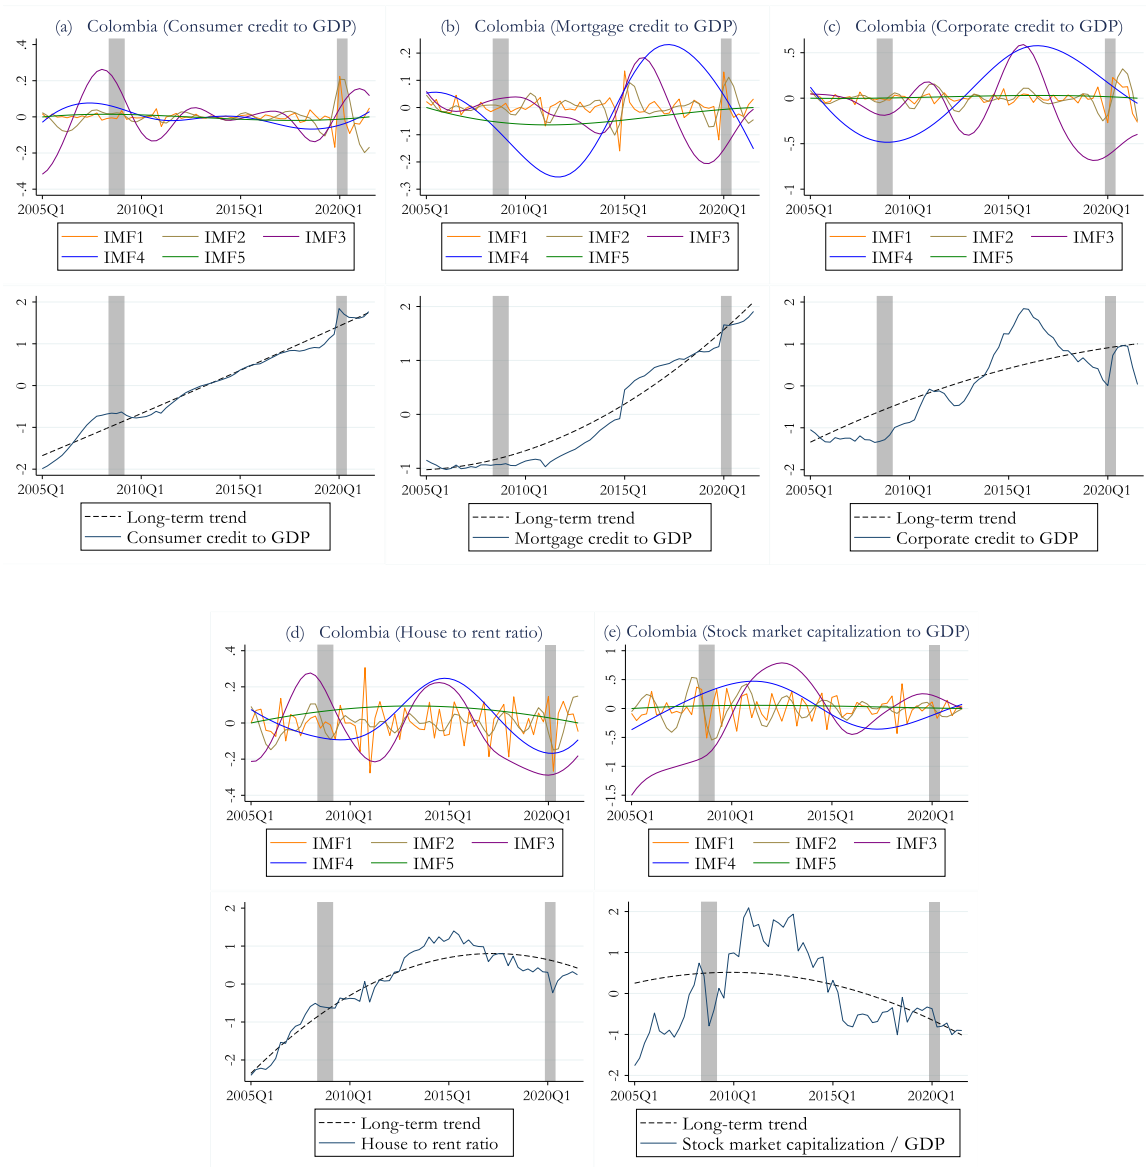 (a) Colombia (Consumer credit to GDP)
.4
.2
0
-.2
-.4
2005Q1 2010Q1 2015Q1 2020Q1
IMF1 IMF2 IMF3
IMF4 IMF5
(b) Colombia (Mortgage credit to GDP)
.2
.1
0
-.1
-.2
-.3
2005Q1 2010Q1 2015Q1 2020Q1
IMF1 IMF2 IMF3
IMF4 IMF5
(c) Colombia (Corporate credit to GDP)
.5
0
-.5
-1
2005Q1 2010Q1 2015Q1 2020Q1
IMF1 IMF2 IMF3
IMF4 IMF5
2
1
0
-1
-2
2005Q1 2010Q1 2015Q1 2020Q1
Long-term trend
Consumer credit to GDP
2
1
0
-1
2005Q1 2010Q1 2015Q1 2020Q1
Long-term trend
Mortgage credit to GDP
2
1
0
-1
-2
2005Q1 2010Q1 2015Q1 2020Q1
Long-term trend
Corporate credit to GDP
(d) Colombia (House to rent ratio)
.4
.2
0
-.2
-.4
2005Q1 2010Q1 2015Q1 2020Q1
IMF1 IMF2 IMF3
IMF4 IMF5
(e) Colombia (Stock market capitalization to GDP)
1
.5
0
-.5
-1
-1.5
2005Q1 2010Q1 2015Q1 2020Q1
IMF1 IMF2 IMF3
IMF4 IMF5
2
1
0
-1
-2
2005Q1 2010Q1 2015Q1 2020Q1
Long-term trend
House to rent ratio
2
1
0
-1
-2
2005Q1 2010Q1 2015Q1 2020Q1
Long-term trend
Stock market capitalization / GDP